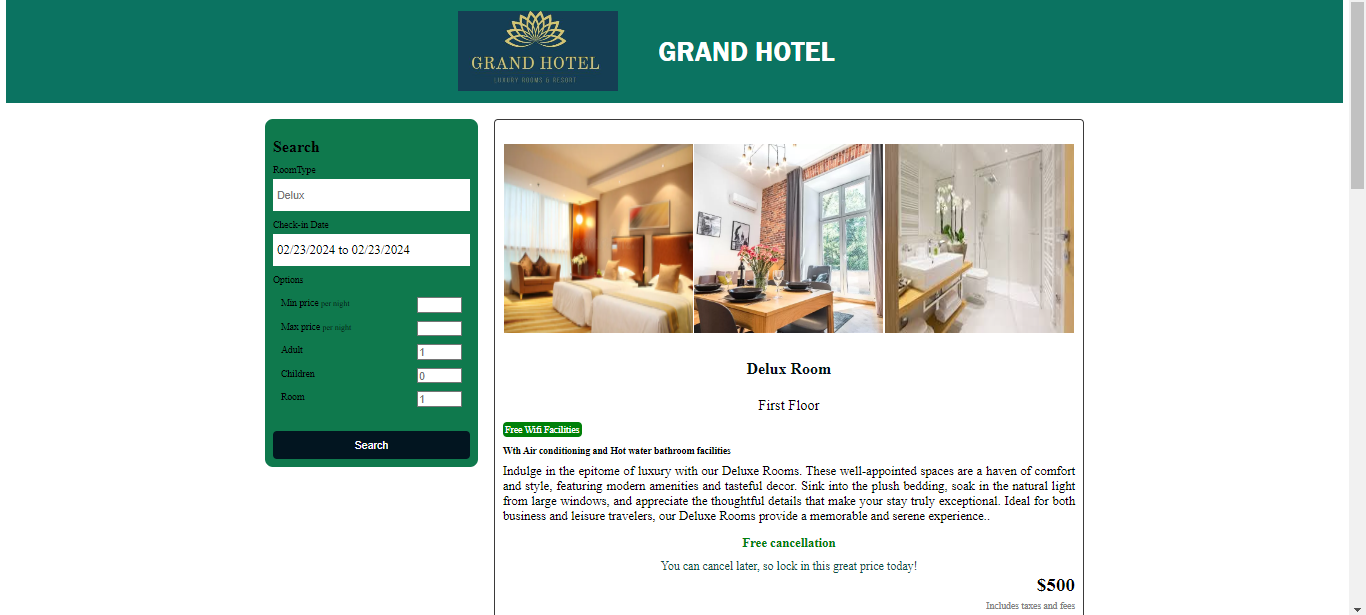 GRAND HOTEL
LUXURY ROOMS & RESORT
GRAND HOTEL
Search
RoomType
Delux
Check-in Date
02/23/2024 to 02/23/2024
Options
Min price per night
Max price per night
Adult 1
Children 0
Room 1
Search
Delux Room
First Floor
Free Wifi Facilities
Wth Air conditioning and Hot water bathroom facilities
Indulge in the epitome of luxury with our Deluxe Rooms. These well-appointed spaces are a haven of comfort
and style, featuring modern amenities and tasteful decor. Sink into the plush bedding, soak in the natural light
from large windows, and appreciate the thoughtful details that make your stay truly exceptional. Ideal for both
business and leisure travelers, our Deluxe Rooms provide a memorable and serene experience..
Free cancellation
You can cancel later, so lock in this great price today!
$500
Includes taxes and fees